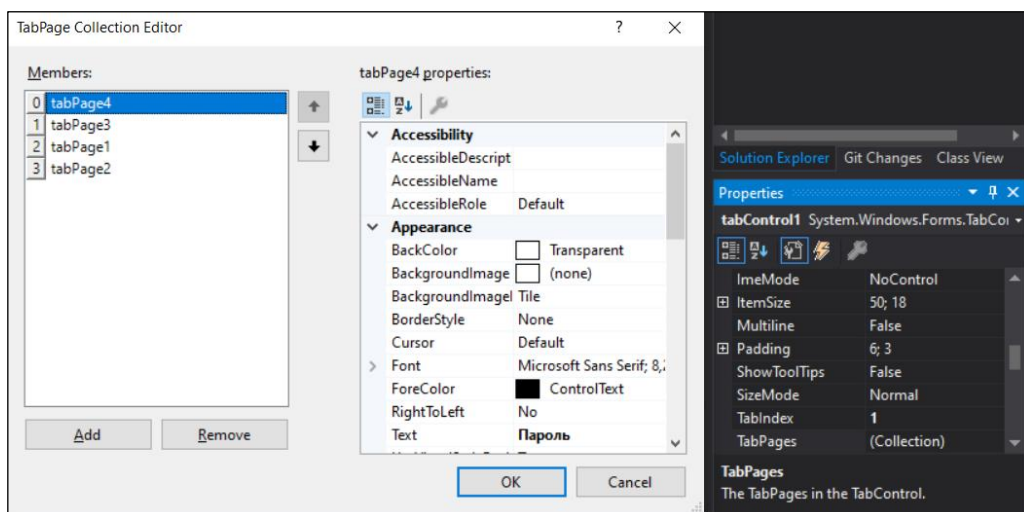 TabPage Collection Editor
?
Members:
0 tabPage4
1 tabPage3
2 tabPage1
3 tabPage2
Add
Remove
tabPage4 properties:
Accessibility
AccessibleDescript
AccessibleName
AccessibleRole Default
Appearance
BackColor Transparent
BackgroundImage (none)
BackgroundImageI Tile
BorderStyle None
Cursor Default
Font Microsoft Sans Serif; 8,
ForeColor ControlText
RightToLeft No
Text Пароль
OK
Cancel
Solution Explorer Git Changes Class View
Properties
tabControl1 System.Windows.Forms.TabCo
ImeMode NoControl
ItemSize 50; 18
Multiline False
Padding 6; 3
ShowToolTips False
SizeMode Normal
TabIndex 1
TabPages (Collection)
TabPages
The TabPages in the TabControl.